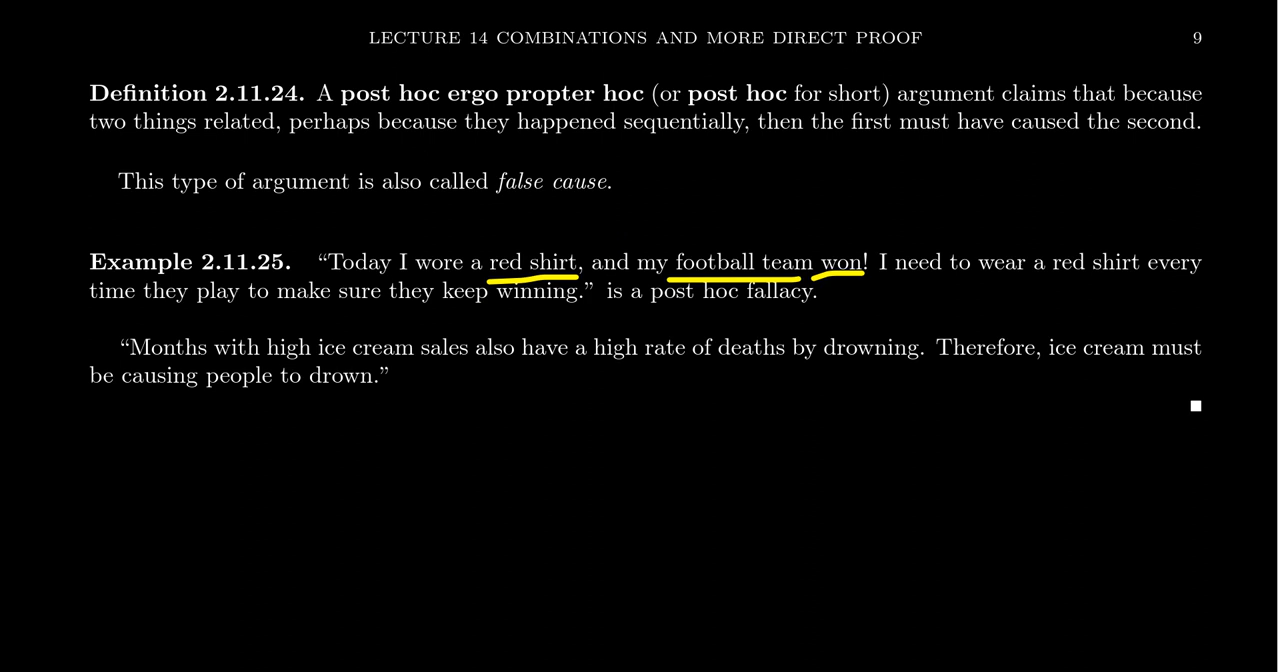 LECTURE 14 COMBINATIONS AND MORE DIRECT PROOF 9
Definition 2.11.24. A post hoc ergo propter hoc (or post hoc for short) argument claims that because
two things related, perhaps because they happened sequentially, then the first must have caused the second.
This type of argument is also called false cause.
Example 2.11.25. “Today I wore a red shirt, and my football team won! I need to wear a red shirt every
time they play to make sure they keep winning.” is a post hoc fallacy.
“Months with high ice cream sales also have a high rate of deaths by drowning. Therefore, ice cream must
be causing people to drown.”